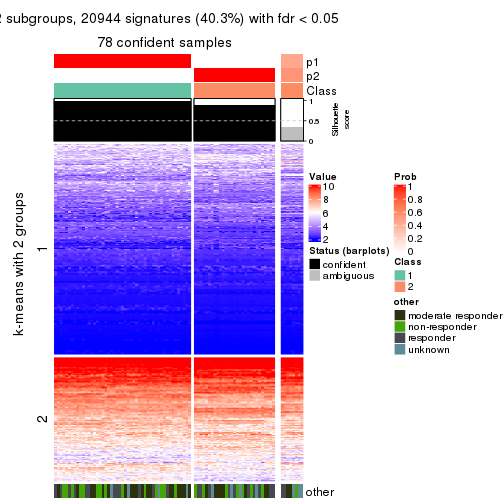 2 subgroups, 20944 signatures (40.3%) with fdr < 0.05
78 confident samples
p1
p2
Class
1
0.5
0
Silhouette
score
k-means with 2 groups
1
2
other
Value
10
8
6
4
2
Status (barplots)
confident
ambiguous
Prob
1
0.8
0.6
0.4
0.2
0
Class
1
2
other
moderate responder
non-responder
responder
unknown